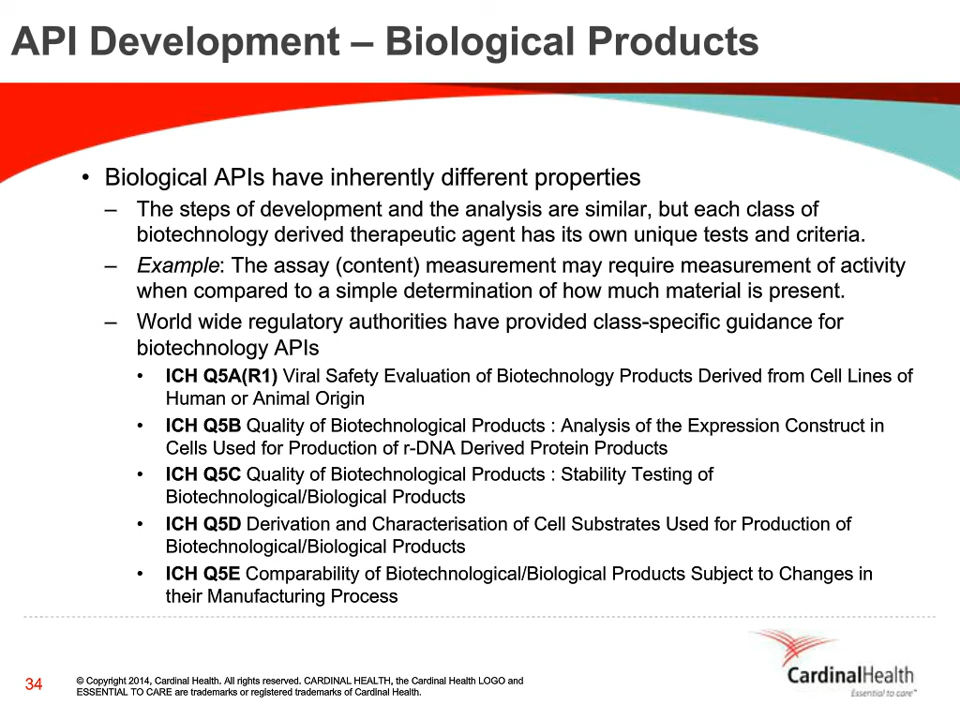 API Development – Biological Products
• Biological APIs have inherently different properties
– The steps of development and the analysis are similar, but each class of
biotechnology derived therapeutic agent has its own unique tests and criteria.
– Example: The assay (content) measurement may require measurement of activity
when compared to a simple determination of how much material is present.
– World wide regulatory authorities have provided class-specific guidance for
biotechnology APIs
• ICH Q5A(R1) Viral Safety Evaluation of Biotechnology Products Derived from Cell Lines of
Human or Animal Origin
• ICH Q5B Quality of Biotechnological Products : Analysis of the Expression Construct in
Cells Used for Production of r-DNA Derived Protein Products
• ICH Q5C Quality of Biotechnological Products : Stability Testing of
Biotechnological/Biological Products
• ICH Q5D Derivation and Characterisation of Cell Substrates Used for Production of
Biotechnological/Biological Products
• ICH Q5E Comparability of Biotechnological/Biological Products Subject to Changes in
their Manufacturing Process
34
© Copyright 2014, Cardinal Health. All rights reserved. CARDINAL HEALTH, the Cardinal Health LOGO and
ESSENTIAL TO CARE are trademarks or registered trademarks of Cardinal Health.
CardinalHealth
Essential to care™